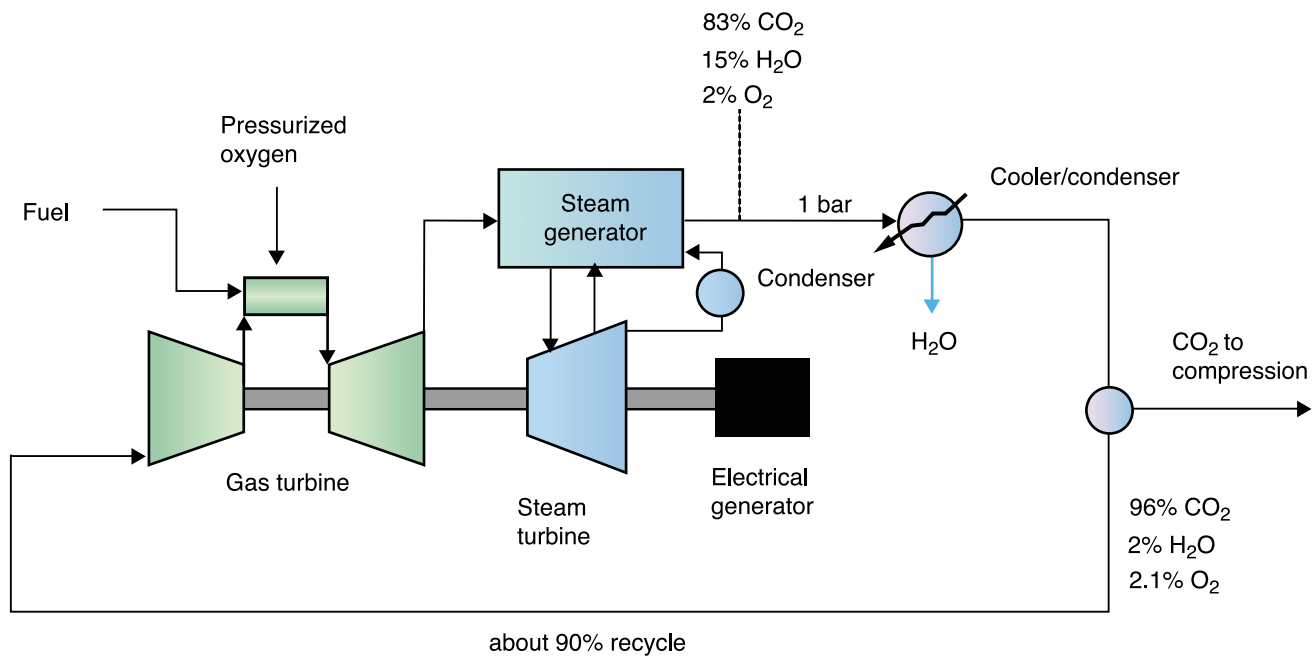 83% CO₂
15% H₂O
2% O₂
Pressurized
oxygen
Fuel
Steam
generator
1 bar
Cooler/condenser
Condenser
H₂O
CO₂ to
compression
Gas turbine
Steam
turbine
Electrical
generator
96% CO₂
2% H₂O
2.1% O₂
about 90% recycle